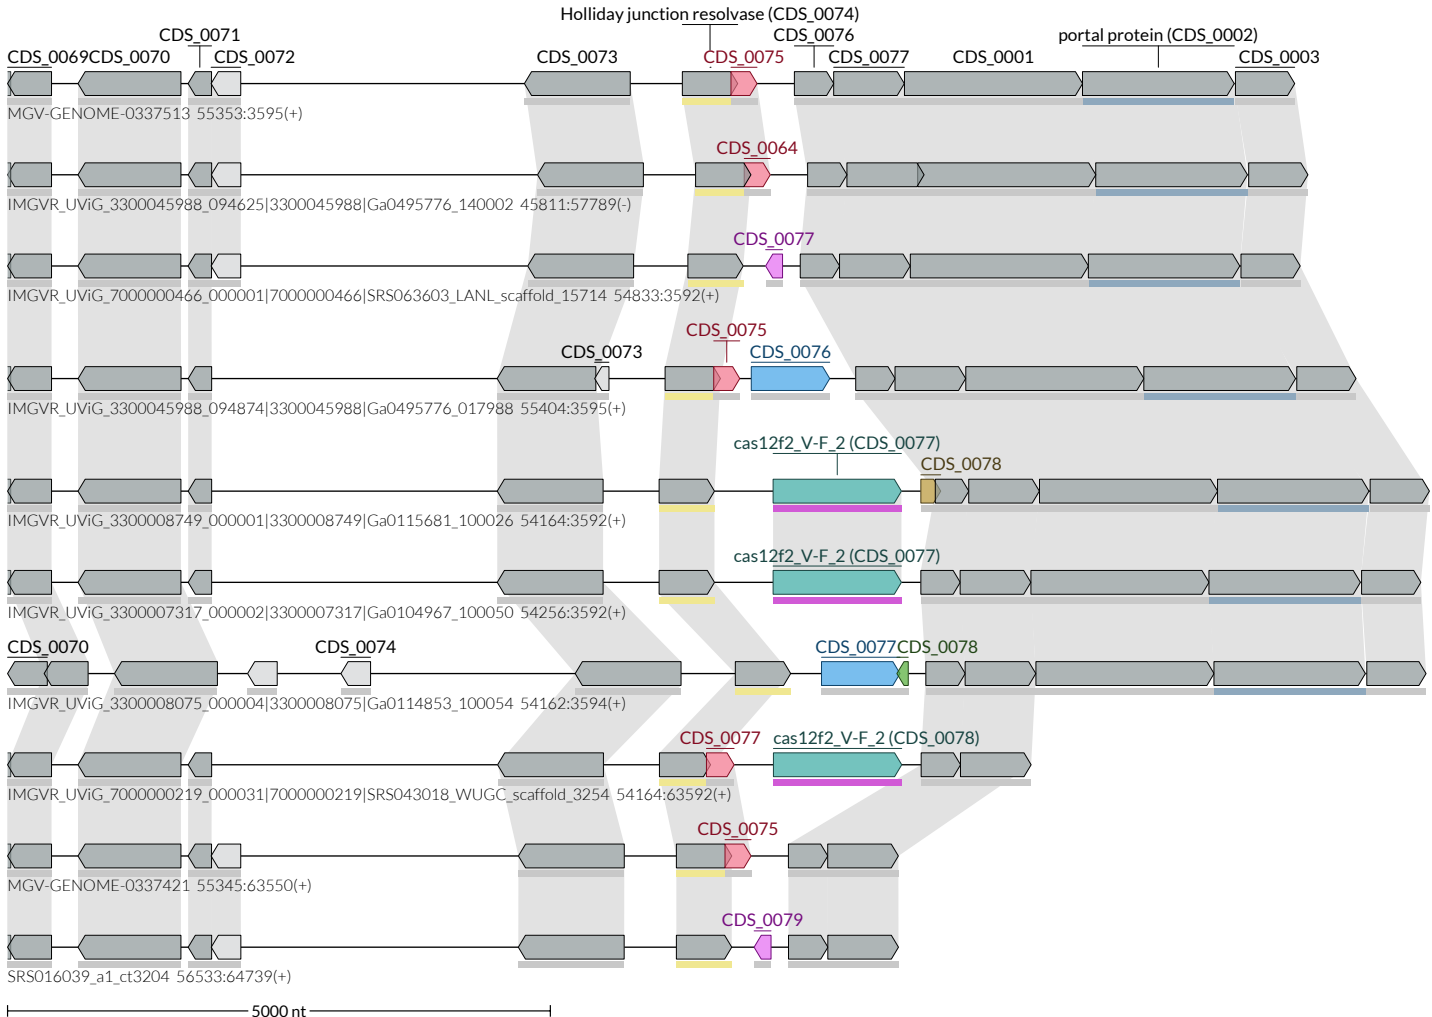 Holliday junction resolvase (CDS_0074)
CDS_0071 CDS_0076 portal protein (CDS_0002)
CDS_0069 CDS_0070 CDS_0072 CDS_0073 CDS_0075 CDS_0077 CDS_0001 CDS_0003
MGV-GENOME-0337513 55353:3595(+)
CDS_0064
IMGVR_UViG_3300045988_094625|3300045988|Ga0495776_140002 45811:57789(-)
CDS_0077
IMGVR_UViG_7000000466_000001|7000000466|SRS063603_LANL_scaffold_15714 54833:3592(+)
CDS_0075
CDS_0073 CDS_0076
IMGVR_UViG_3300045988_094874|3300045988|Ga0495776_017988 55404:3595(+)
cas12f2_V-F_2 (CDS_0077)
CDS_0078
IMGVR_UViG_3300008749_000001|3300008749|Ga0115681_100026 54164:3592(+)
cas12f2_V-F_2 (CDS_0077)
IMGVR_UViG_3300007317_000002|3300007317|Ga0104967_100050 54256:3592(+)
CDS_0070 CDS_0074 CDS_0077 CDS_0078
IMGVR_UViG_3300008075_000004|3300008075|Ga0114853_100054 54162:3594(+)
CDS_0077 cas12f2_V-F_2 (CDS_0078)
IMGVR_UViG_7000000219_000031|7000000219|SRS043018_WUGC_scaffold_3254 54164:63592(+)
CDS_0075
MGV-GENOME-0337421 55345:63550(+)
CDS_0079
SRS016039_a1_ct3204 56533:64739(+)
5000 nt